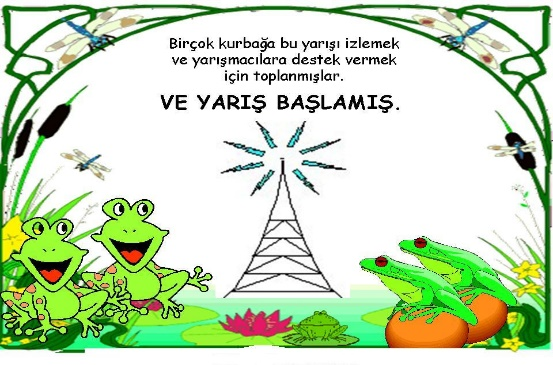 Birçok kurbağa bu yarışı izlemek
ve yarışmacılara destek vermek
için toplanmışlar.
VE YARIŞ BAŞLAMIŞ.